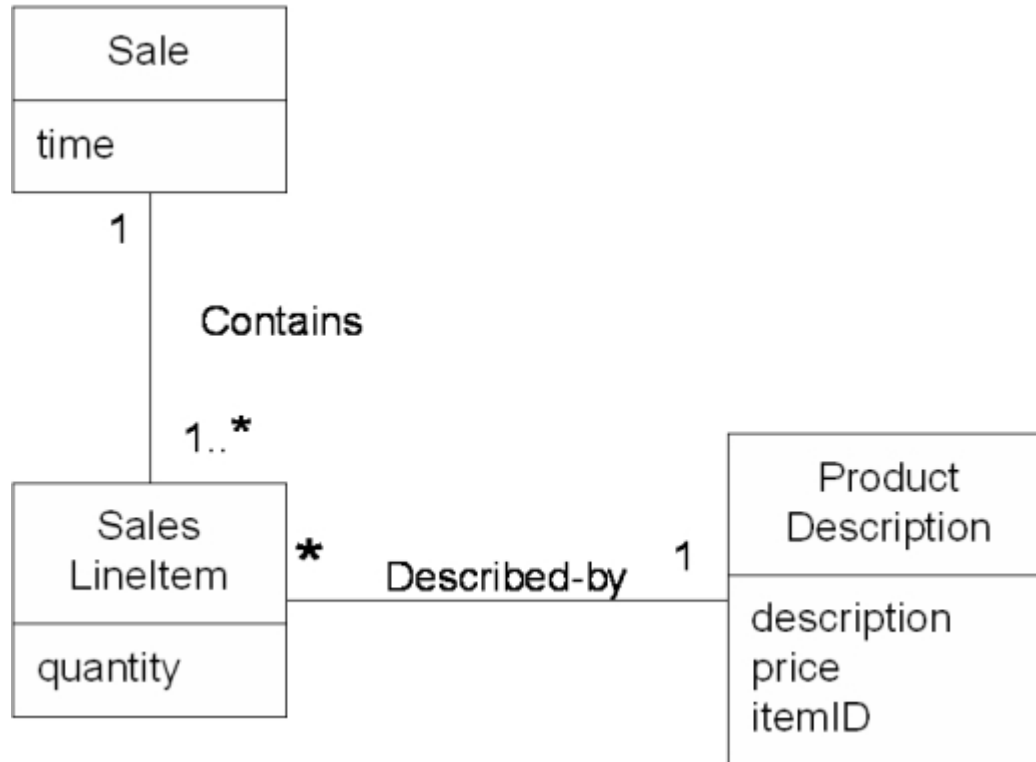 Sale
time
1
Contains
1..*
Sales
LineItem
quantity
*
Described-by
1
Product
Description
description
price
itemID